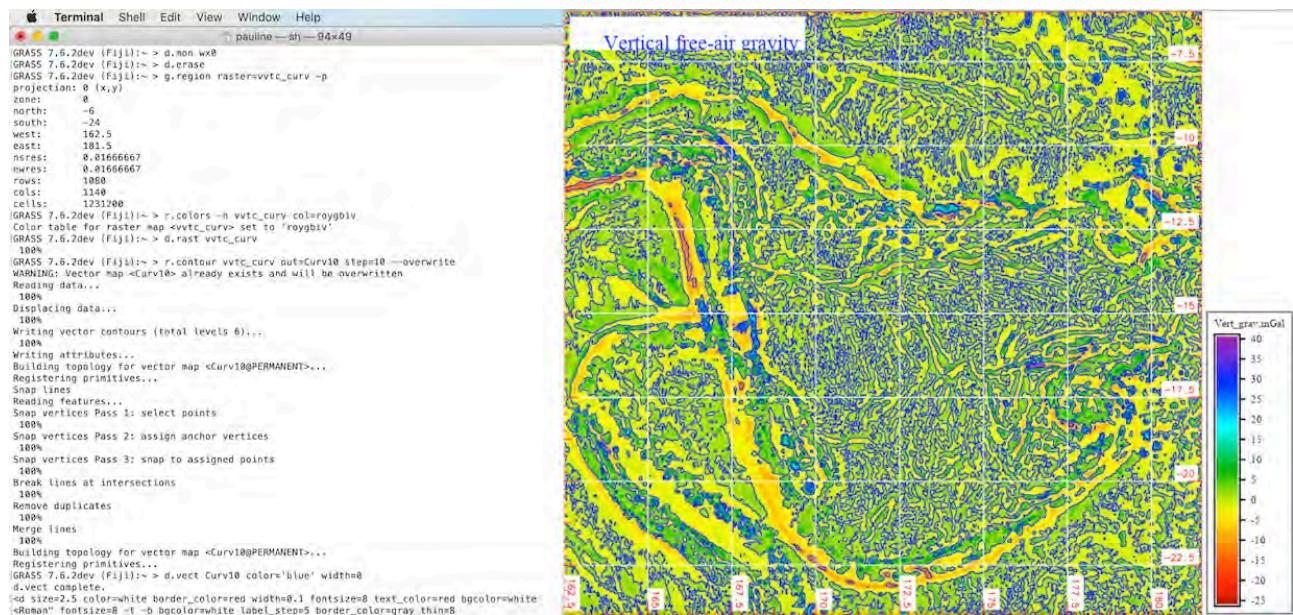 Terminal Shell Edit View Window Help
pauline — sh — 94×49
GRASS 7.6.2dev (Fiji):~ > d.mon wx0
GRASS 7.6.2dev (Fiji):~ > d.erase
GRASS 7.6.2dev (Fiji):~ > g.region raster=vvtc_curv -p
projection: 0 (x,y)
zone: 0
north: -6
south: -24
west: 162.5
east: 181.5
nsres: 0.01666667
ewres: 0.01666667
rows: 1080
cols: 1140
cells: 1231200
GRASS 7.6.2dev (Fiji):~ > r.colors -n vvtc_curv col=roygbiv
Color table for raster map <vvtc_curv> set to 'roygbiv'
GRASS 7.6.2dev (Fiji):~ > d.rast vvtc_curv
100%
GRASS 7.6.2dev (Fiji):~ > r.contour vvtc_curv out=Curv10 step=10 --overwrite
WARNING: Vector map <Curv10> already exists and will be overwritten
Reading data...
100%
Displacing data...
100%
Writing vector contours (total levels 6)...
100%
Writing attributes...
Building topology for vector map <Curv10@PERMANENT>...
Registering primitives...
Snap lines
Reading features...
Snap vertices Pass 1: select points
100%
Snap vertices Pass 2: assign anchor vertices
100%
Snap vertices Pass 3: snap to assigned points
100%
Break lines at intersections
100%
Remove duplicates
100%
Merge lines
100%
Building topology for vector map <Curv10@PERMANENT>...
Registering primitives...
GRASS 7.6.2dev (Fiji):~ > d.vect Curv10 color='blue' width=0
d.vect complete.
<d size=2.5 color=white border_color=red width=0.1 fontsize=8 text_color=red bgcolor=white
<Roman" fontsize=8 -t -b bgcolor=white label_step=5 border_color=gray thin=8
Vertical free-air gravity
-7.5
-10
-12.5
-15
-17.5
-20
-22.5
162.5
165
167.5
170
172.5
175
177.5
180
Vert_grav.mGal
40
35
30
25
20
15
10
5
0
-5
-10
-15
-20
-25